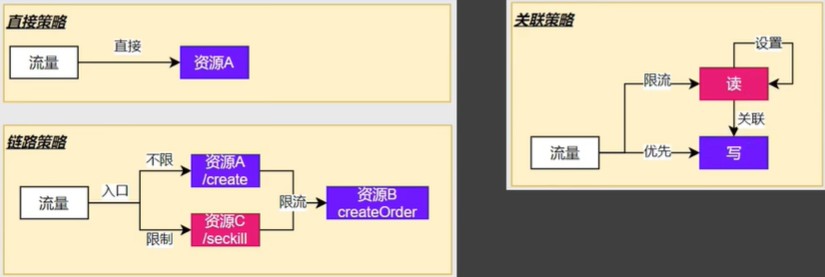 直接策略
流量
直接
资源A
链路策略
流量
入口
不限
资源A
/create
限制
资源C
/seckill
限流
资源B
createOrder
关联策略
设置
限流
读
关联
流量
优先
写